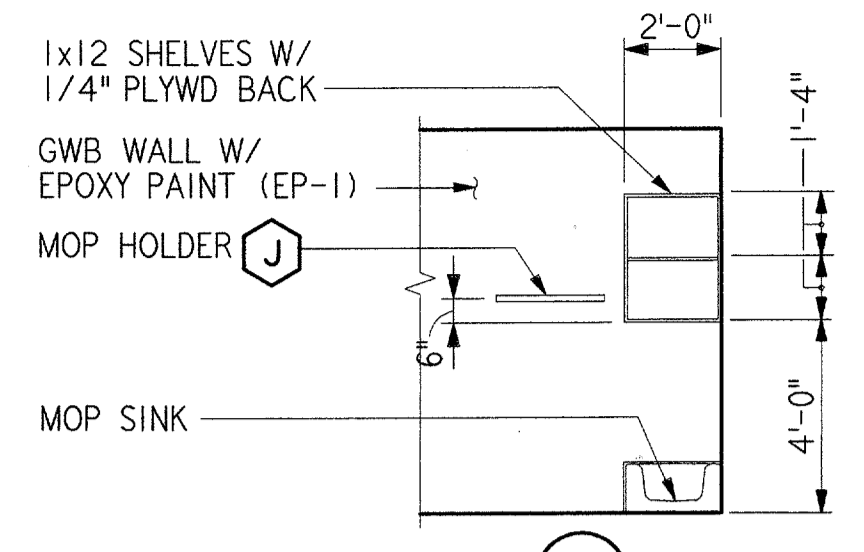 2'-0"
1x12 SHELVES W/
1/4" PLYWD BACK
1'-4"
GWB WALL W/
EPOXY PAINT (EP-1)
MOP HOLDER J
6"
4'-0"
MOP SINK